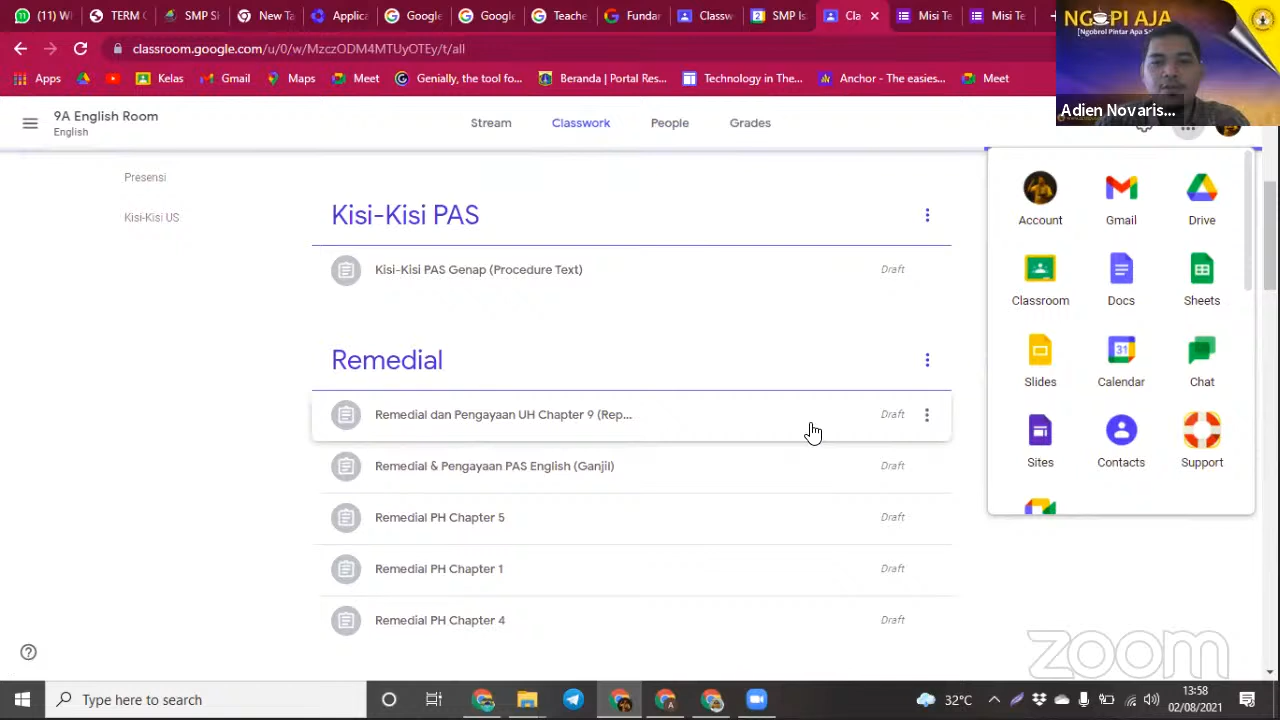 (11) W
TERM C
SMP Si
New Ta
Applica
Google
Google
Teache
Fundar
Classw
SMP Is
Cla
Misi Te
Misi Te
classroom.google.com/u/0/w/MzczODM4MTUyOTEy/t/all
Apps
Kelas
Gmail
Maps
Meet
Genially, the tool fo...
Beranda | Portal Res...
Technology in The...
Anchor - The easies...
Meet
NGOPI AJA
Adien Novaris...
9A English Room
English
Stream
Classwork
People
Grades
Presensi
Kisi-Kisi US
Kisi-Kisi PAS
Kisi-Kisi PAS Genap (Procedure Text)
Draft
Remedial
Remedial dan Pengayaan UH Chapter 9 (Rep...
Draft
Remedial & Pengayaan PAS English (Ganjil)
Draft
Remedial PH Chapter 5
Draft
Remedial PH Chapter 1
Draft
Remedial PH Chapter 4
Draft
Account
Gmail
Drive
Classroom
Docs
Sheets
Slides
31
Calendar
Chat
Sites
Contacts
Support
zoom
Type here to search
32°C
13:58
02/08/2021